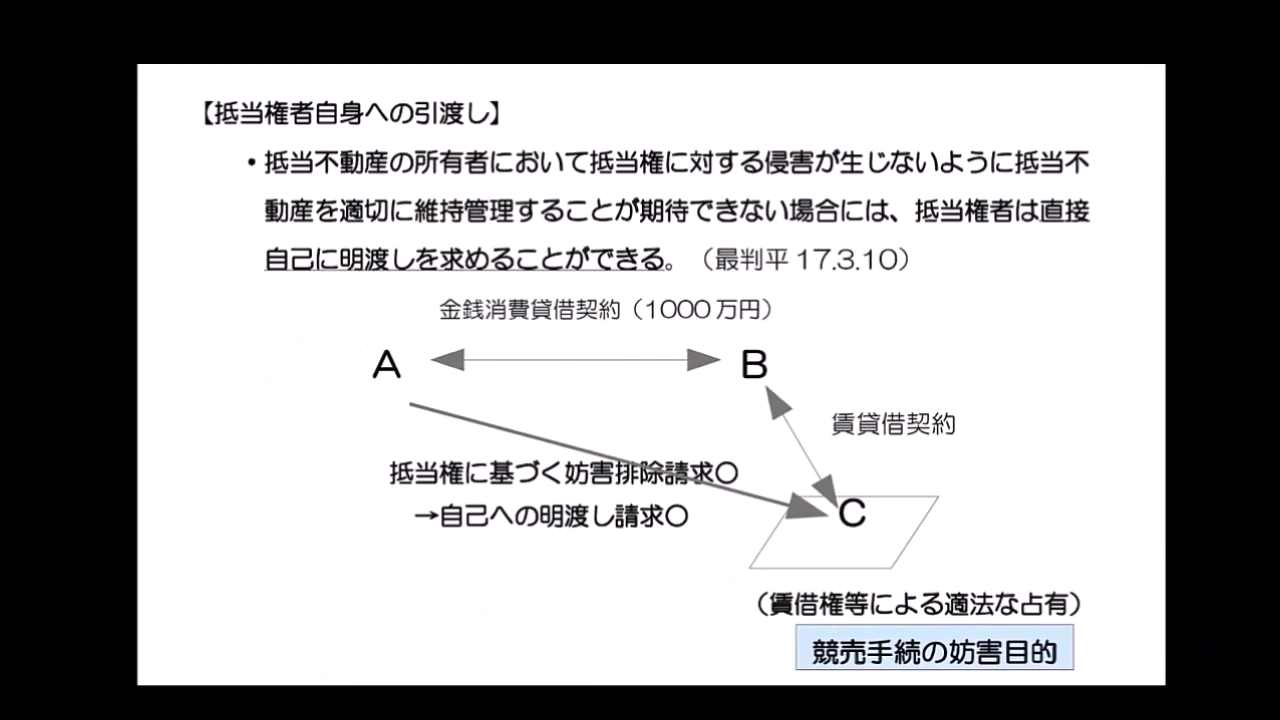 【抵当権者自身への引渡し】
・抵当不動産の所有者において抵当権に対する侵害が生じないように抵当不
動産を適切に維持管理することが期待できない場合には、抵当権者は直接
自己に明渡しを求めることができる。（最判平 17.3.10）
金銭消費貸借契約（1000 万円）
A
B
賃貸借契約
抵当権に基づく妨害排除請求〇
→自己への明渡し請求〇
C
（賃借権等による適法な占有）
競売手続の妨害目的